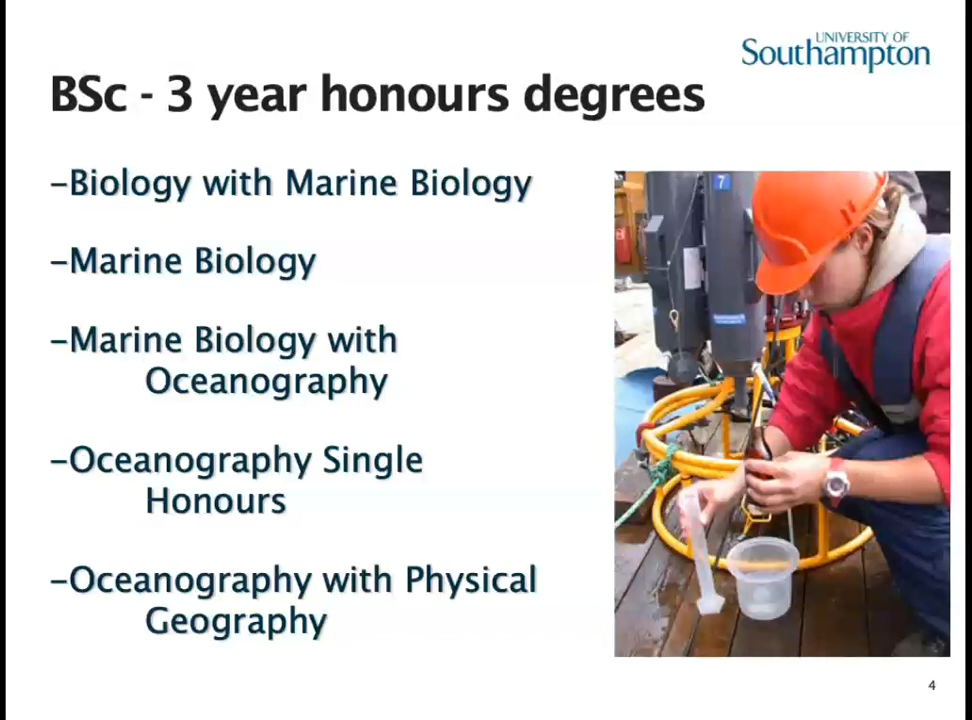 UNIVERSITY OF
Southampton
BSc - 3 year honours degrees
–Biology with Marine Biology
–Marine Biology
–Marine Biology with
Oceanography
–Oceanography Single
Honours
–Oceanography with Physical
Geography
7
4